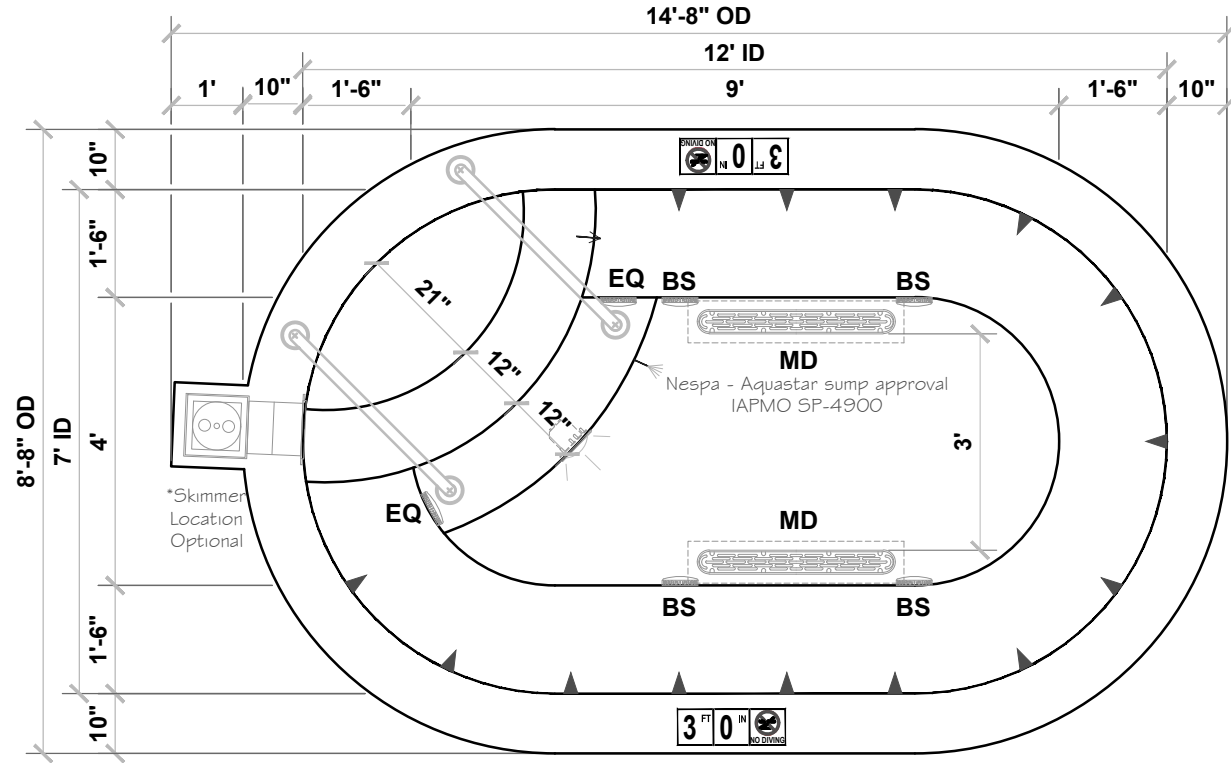 14'-8" OD
12' ID
1' 10" 1'-6" 9' 1'-6" 10"
10"
1'-6"
4'
1'-6"
10"
7' ID
8'-8" OD
NO DIVING 0 IN 3 FT
21"
12"
12"
EQ BS BS
MD
Nespa - Aquastar sump approval
IAPMO SP-4900
3'
*Skimmer
Location
Optional
EQ
MD
BS BS
3 FT 0 IN NO DIVING